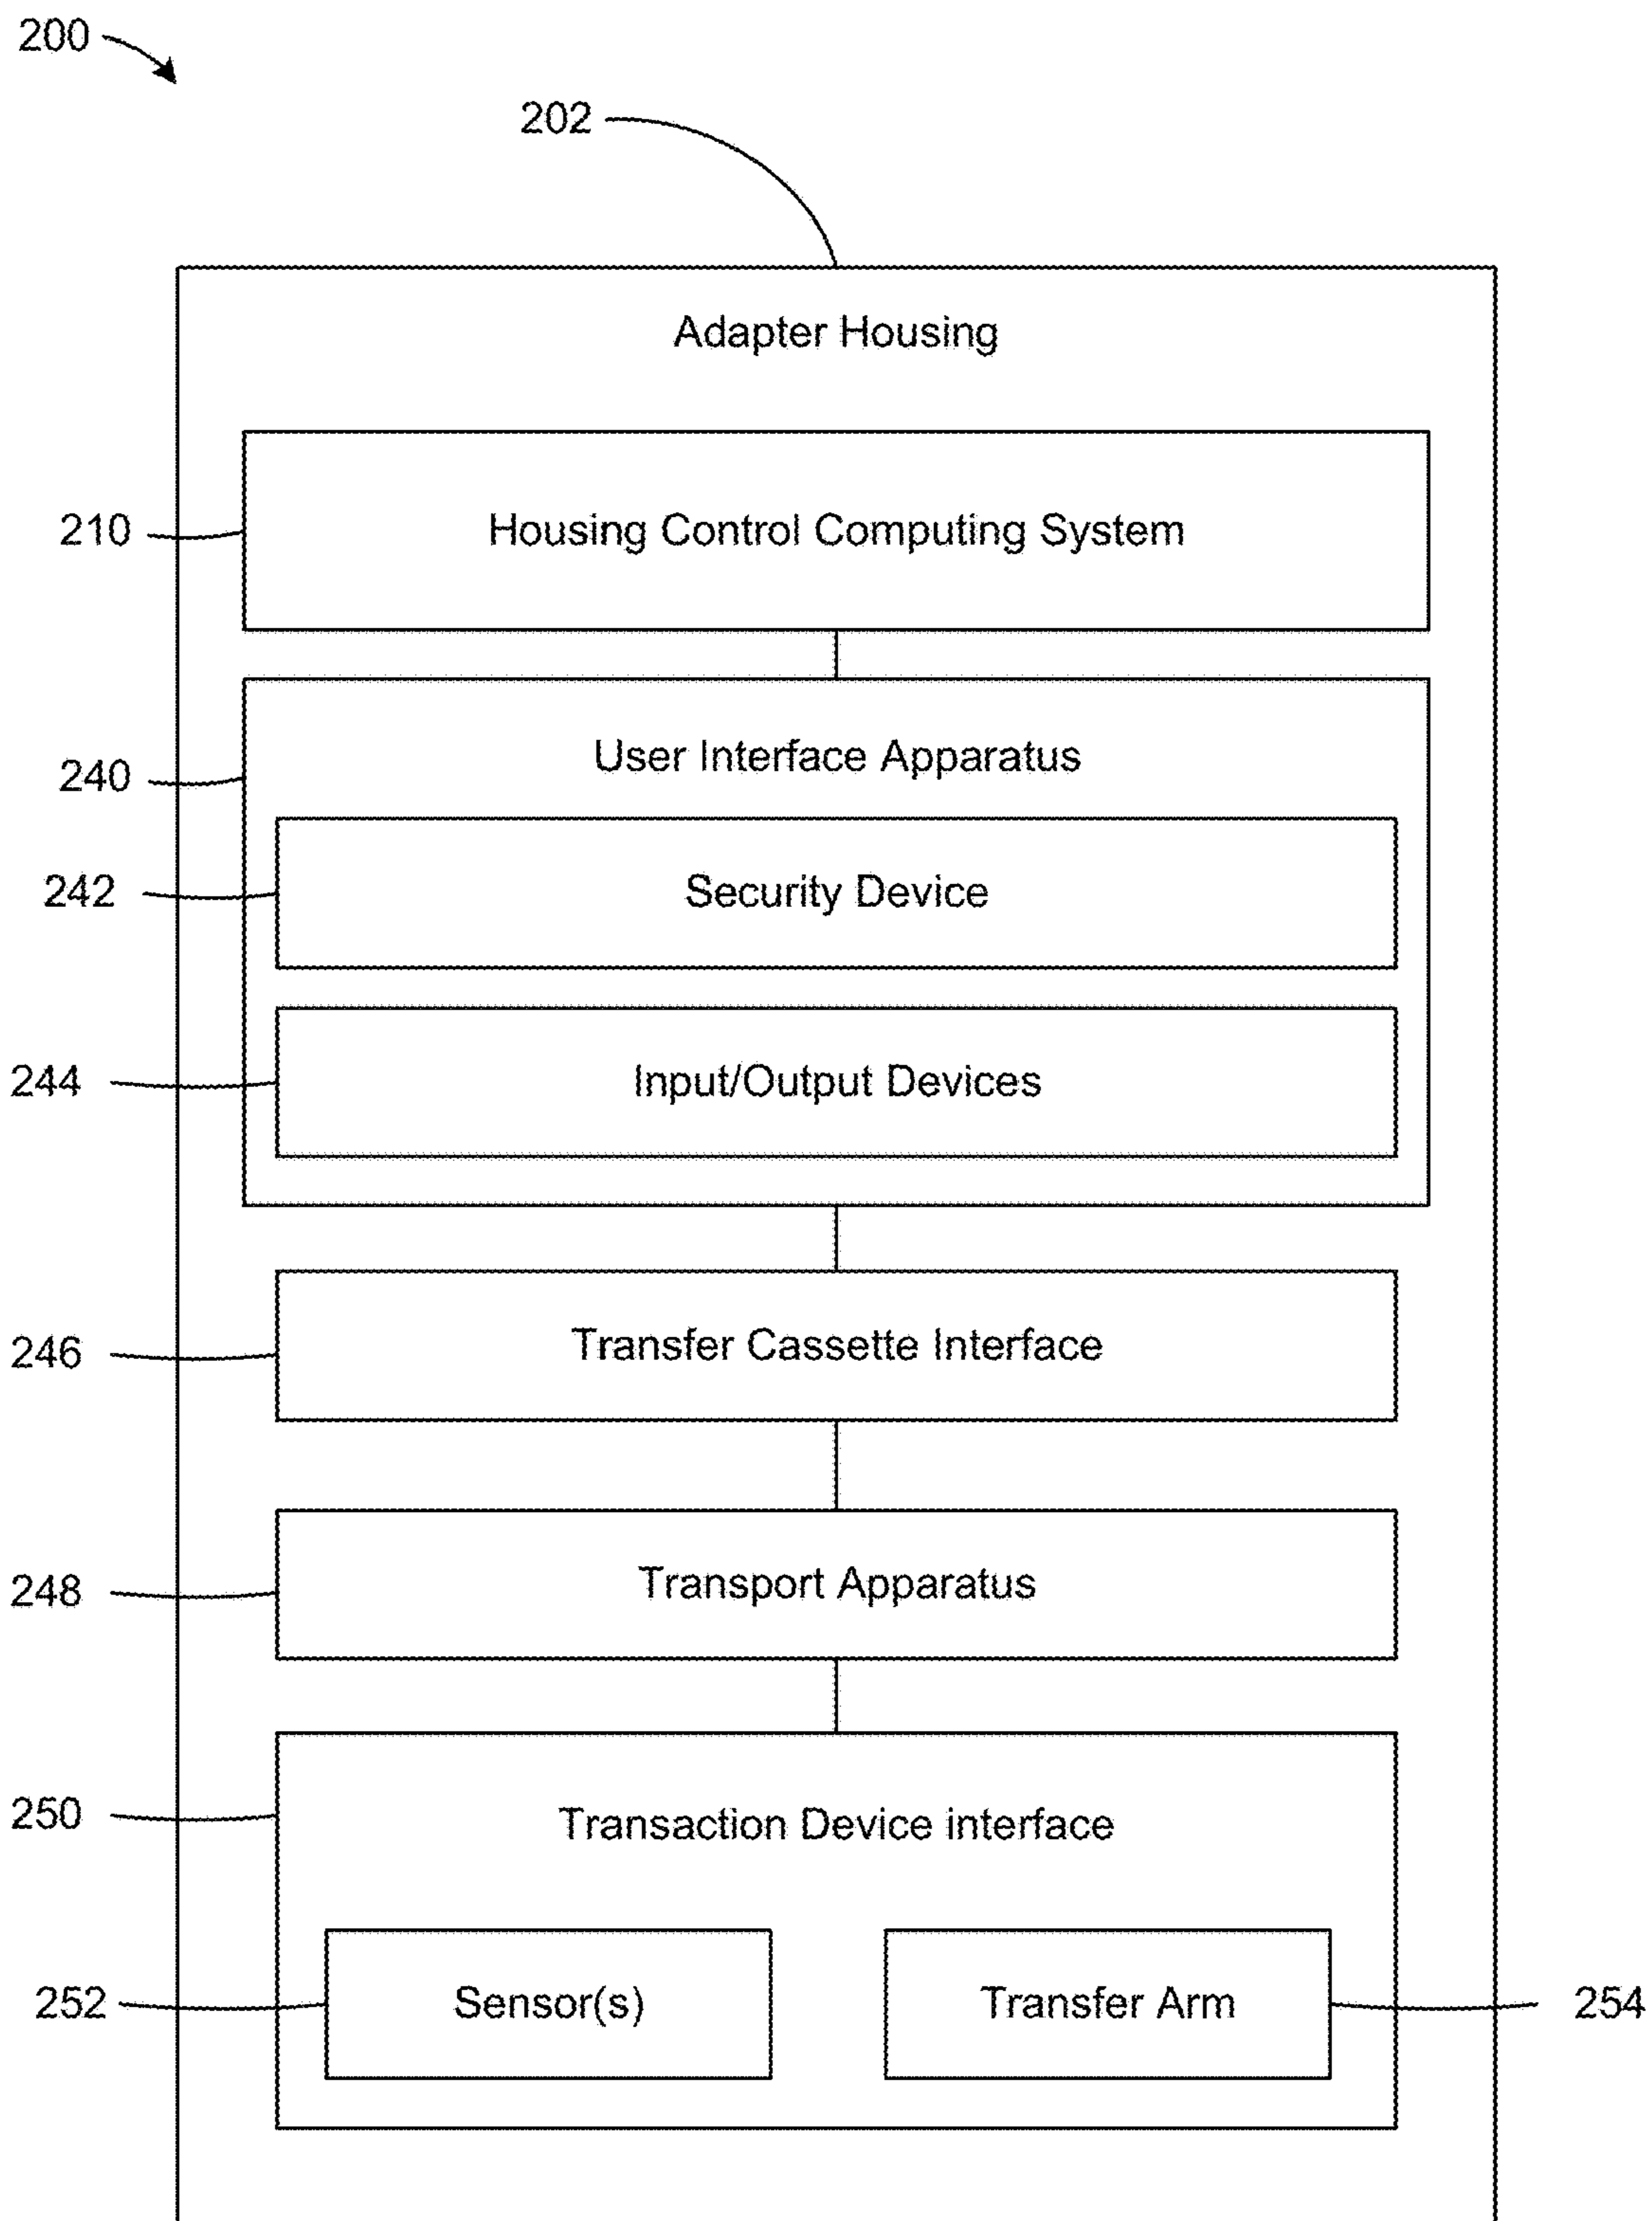 200
202
Adapter Housing
210
Housing Control Computing System
240
User Interface Apparatus
242
Security Device
244
Input/Output Devices
246
Transfer Cassette Interface
248
Transport Apparatus
250
Transaction Device interface
252
Sensor(s)
Transfer Arm
254